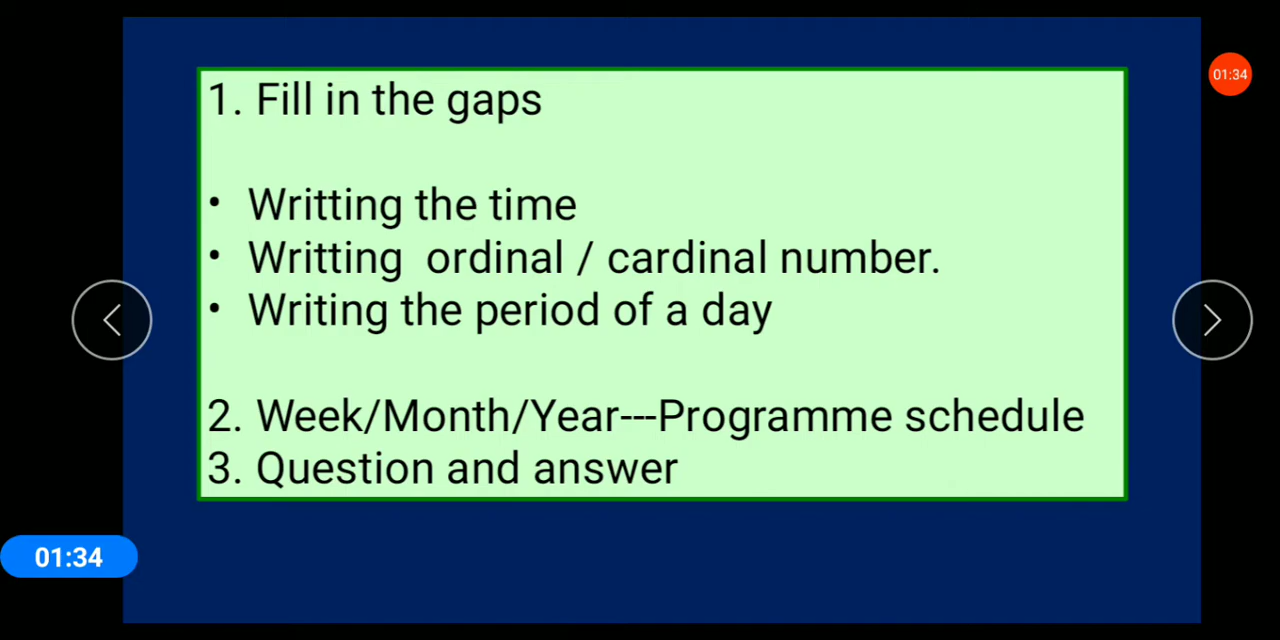 1. Fill in the gaps
01:34
• Writting the time
• Writting ordinal / cardinal number.
• Writing the period of a day
2. Week/Month/Year---Programme schedule
3. Question and answer
01:34